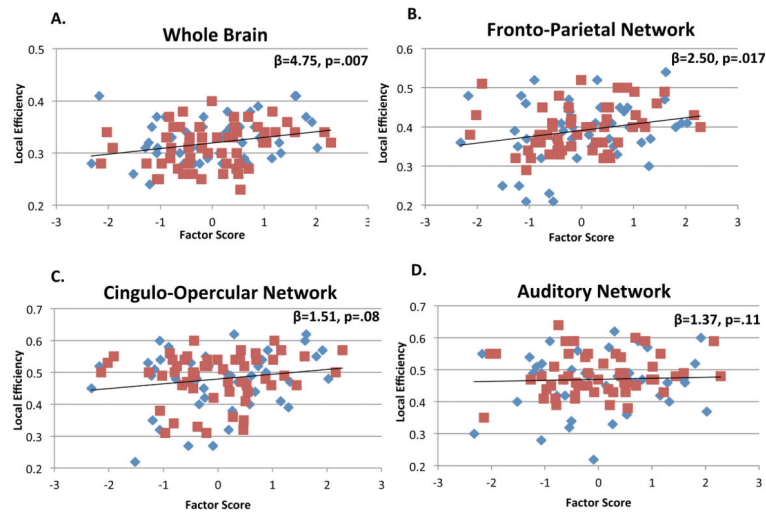 A.
Whole Brain
β=4.75, p=.007
0.5
0.4
0.3
0.2
Local Efficiency
-3 -2 -1 0 1 2 3
Factor Score
B.
Fronto-Parietal Network
β=2.50, p=.017
0.6
0.5
0.4
0.3
0.2
Local Efficiency
-3 -2 -1 0 1 2 3
Factor Score
C.
Cingulo-Opercular Network
β=1.51, p=.08
0.7
0.6
0.5
0.4
0.3
0.2
Local Efficiency
-3 -2 -1 0 1 2 3
Factor Score
D.
Auditory Network
β=1.37, p=.11
0.7
0.6
0.5
0.4
0.3
0.2
Local Efficiency
-3 -2 -1 0 1 2 3
Factor Score